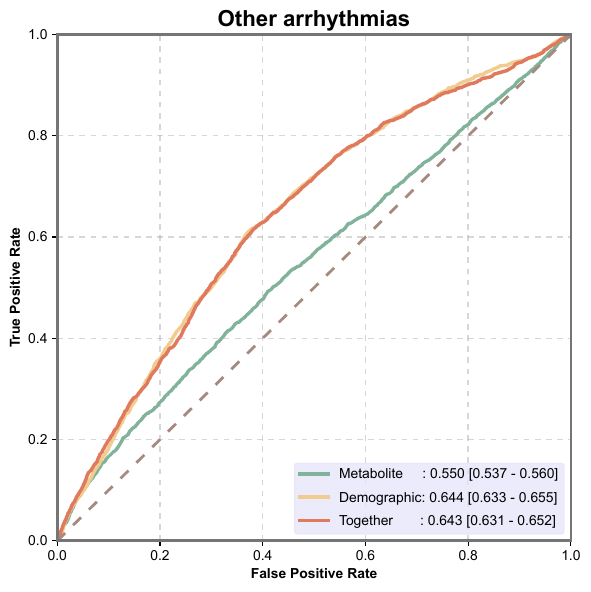 Other arrhythmias
True Positive Rate
1.0
0.8
0.6
0.4
0.2
0.0
Metabolite : 0.550 [0.537 - 0.560]
Demographic: 0.644 [0.633 - 0.655]
Together : 0.643 [0.631 - 0.652]
0.0 0.2 0.4 0.6 0.8 1.0
False Positive Rate